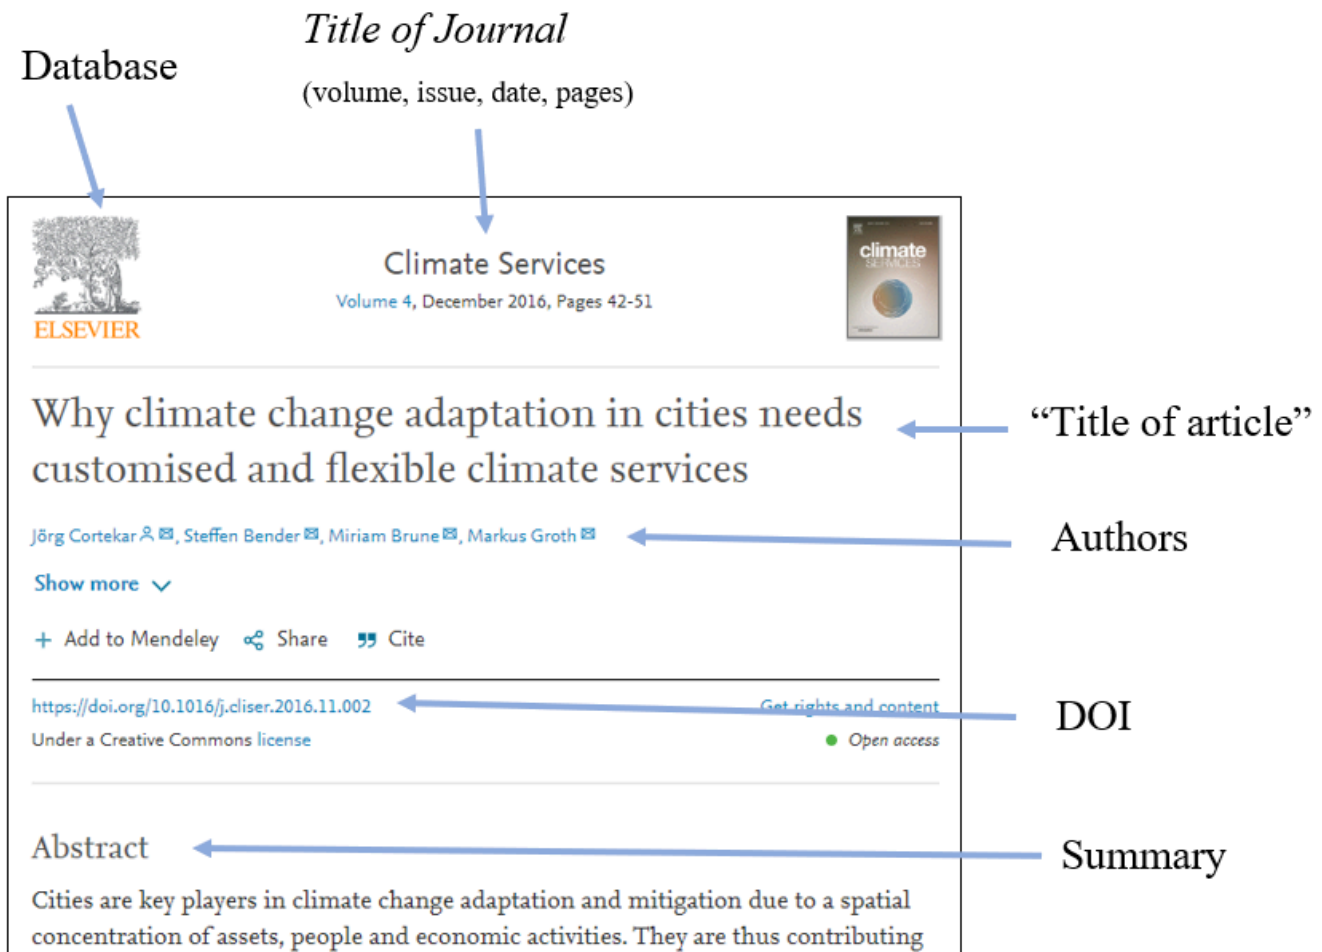 Title of Journal
Database
(volume, issue, date, pages)
ELSEVIER
Climate Services
Volume 4, December 2016, Pages 42-51
climate
SERVICES
Why climate change adaptation in cities needs
customised and flexible climate services
“Title of article”
Jörg Cortekar, Steffen Bender, Miriam Brune, Markus Groth
Authors
Show more
+ Add to Mendeley Share Cite
https://doi.org/10.1016/j.cliser.2016.11.002 Get rights and content
DOI
Under a Creative Commons license Open access
Abstract
Summary
Cities are key players in climate change adaptation and mitigation due to a spatial
concentration of assets, people and economic activities. They are thus contributing